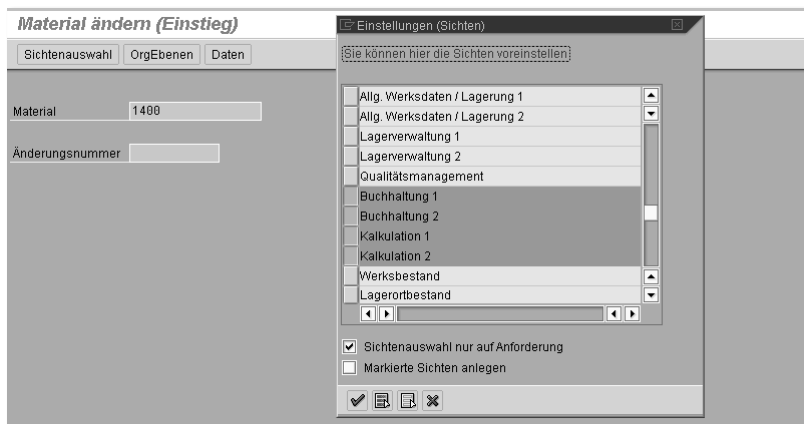 Material ändern (Einstieg)
Sichtenauswahl OrgEbenen Daten
Material 1400
Änderungsnummer
Einstellungen (Sichten)
Sie können hier die Sichten voreinstellen
Allg. Werksdaten / Lagerung 1
Allg. Werksdaten / Lagerung 2
Lagerverwaltung 1
Lagerverwaltung 2
Qualitätsmanagement
Buchhaltung 1
Buchhaltung 2
Kalkulation 1
Kalkulation 2
Werksbestand
Lagerortbestand
Sichtenauswahl nur auf Anforderung
Markierte Sichten anlegen